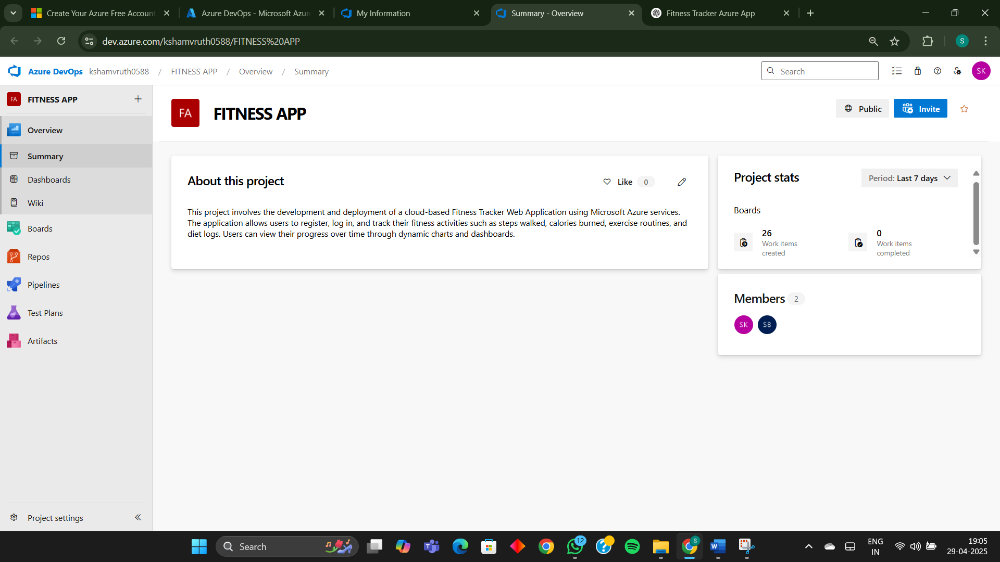 Create Your Azure Free Account
Azure DevOps - Microsoft Azur
My Information
Summary - Overview
Fitness Tracker Azure App
dev.azure.com/kshamvruth0588/FITNESS%20APP
S
Azure DevOps kshamvruth0588 / FITNESS APP / Overview / Summary
Search
SK
FA FITNESS APP
Overview
Summary
Dashboards
Wiki
Boards
Repos
Pipelines
Test Plans
Artifacts
Project settings
FA FITNESS APP
Public
Invite
About this project
Like 0
This project involves the development and deployment of a cloud-based Fitness Tracker Web Application using Microsoft Azure services.
The application allows users to register, log in, and track their fitness activities such as steps walked, calories burned, exercise routines, and
diet logs. Users can view their progress over time through dynamic charts and dashboards.
Project stats
Period: Last 7 days
Boards
26
Work items
created
0
Work items
completed
Members 2
SK SB
Search
12
S
ENG
IN
19:05
29-04-2025